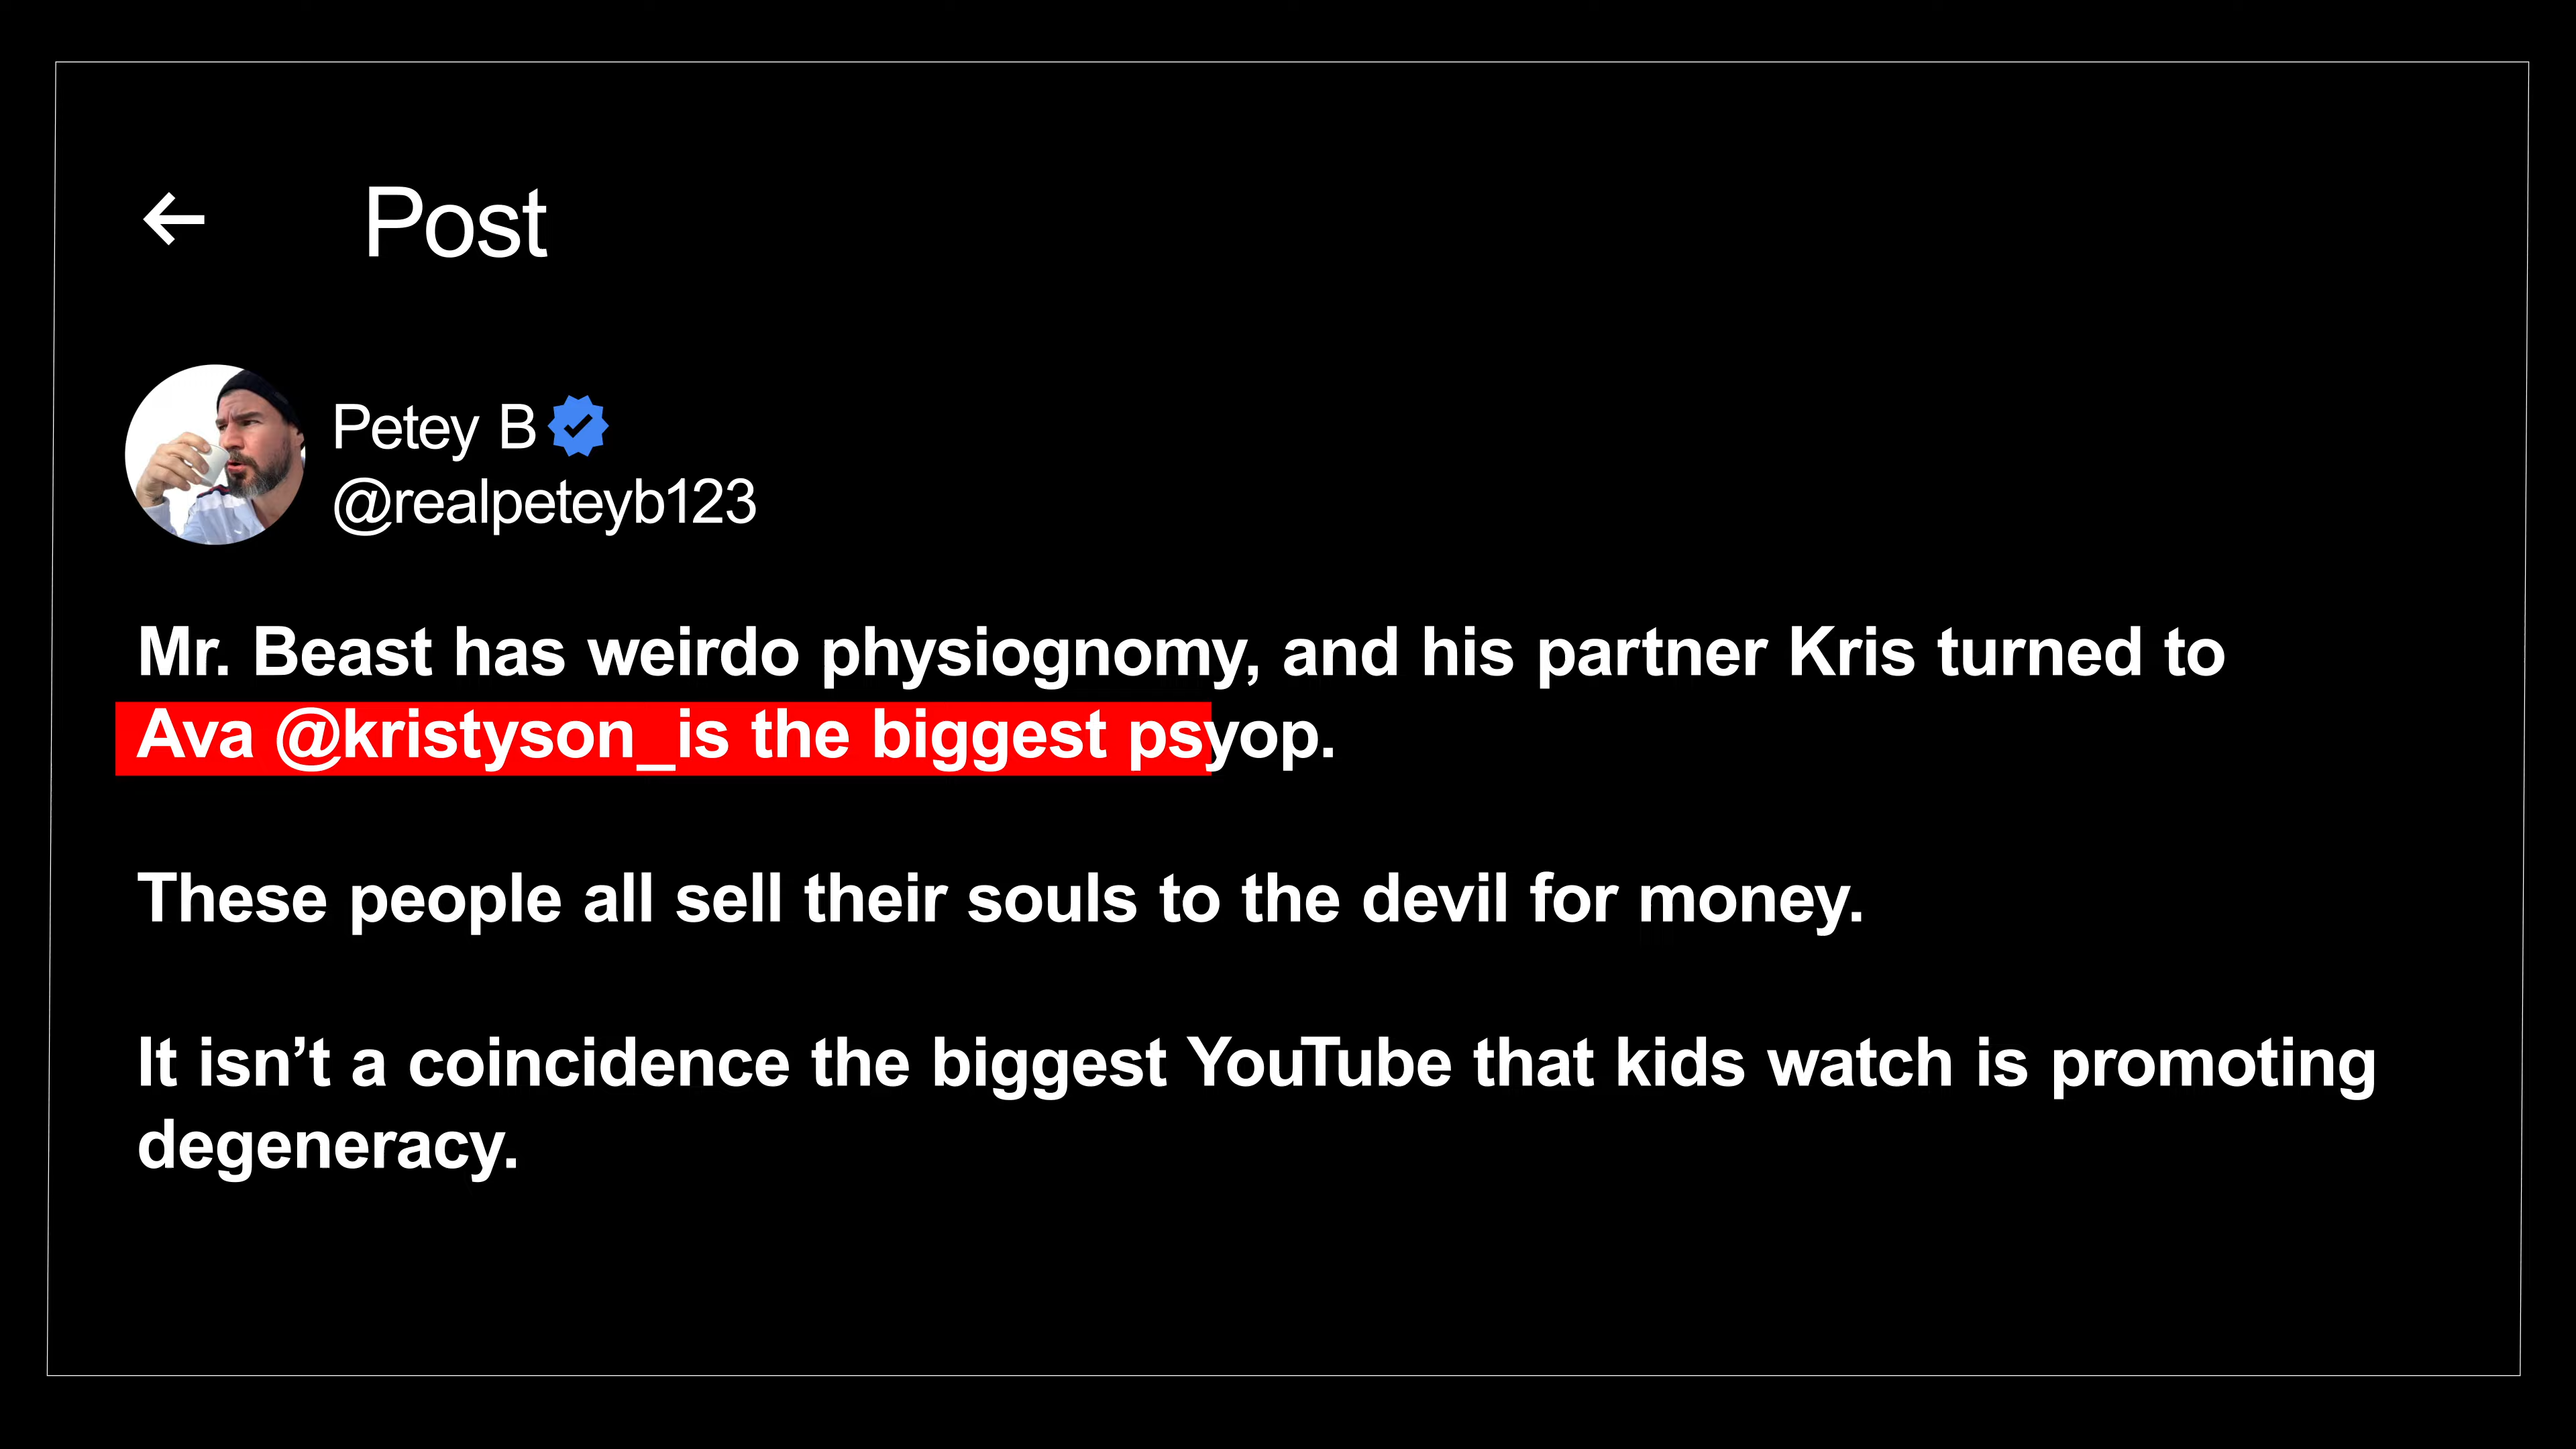 Post
Petey B
@realpeteyb123
Mr. Beast has weirdo physiognomy, and his partner Kris turned to
Ava @kristyson_is the biggest psyop.
These people all sell their souls to the devil for money.
It isn’t a coincidence the biggest YouTube that kids watch is promoting
degeneracy.